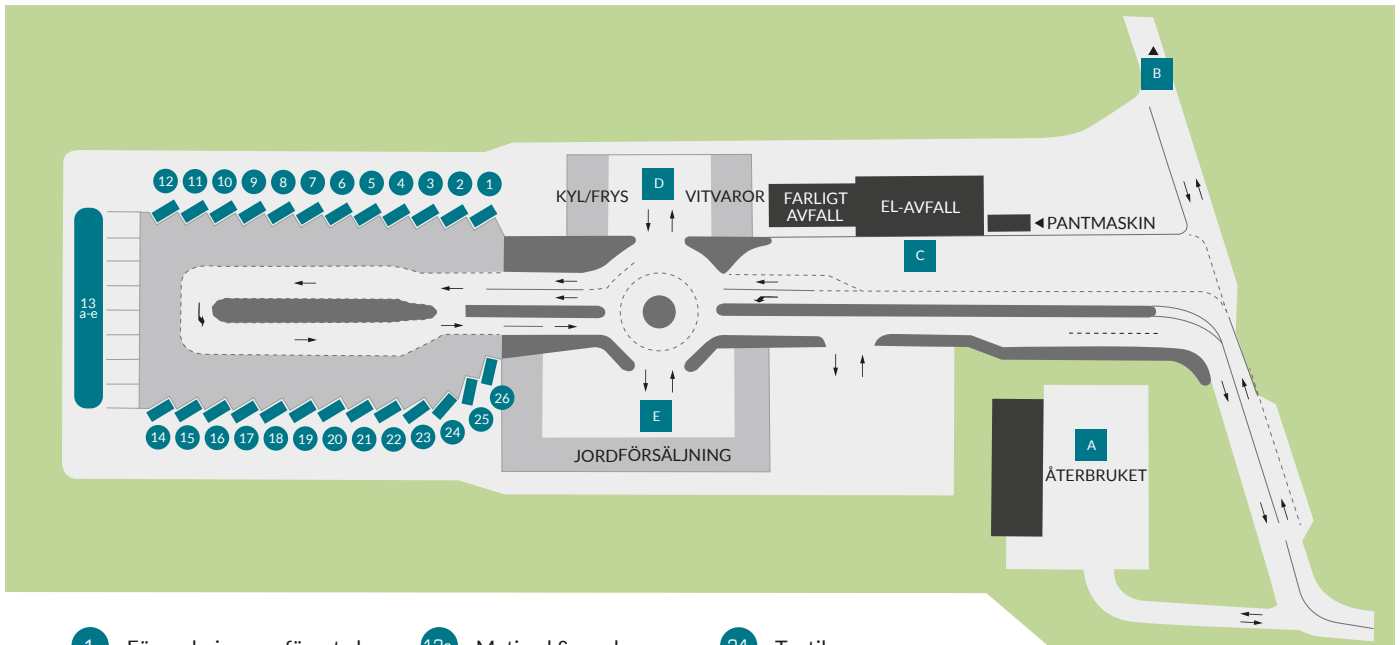 B
12 11 10 9 8 7 6 5 4 3 2 1
KYL/FRYS
D
VITVAROR
FARLIGT
AVFALL
EL-AVFALL
PANTMASKIN
C
13
a-e
14 15 16 17 18 19 20 21 22 23 24 25 26
E
JORDFÖRSÄLJNING
A
ÅTERBRUKET